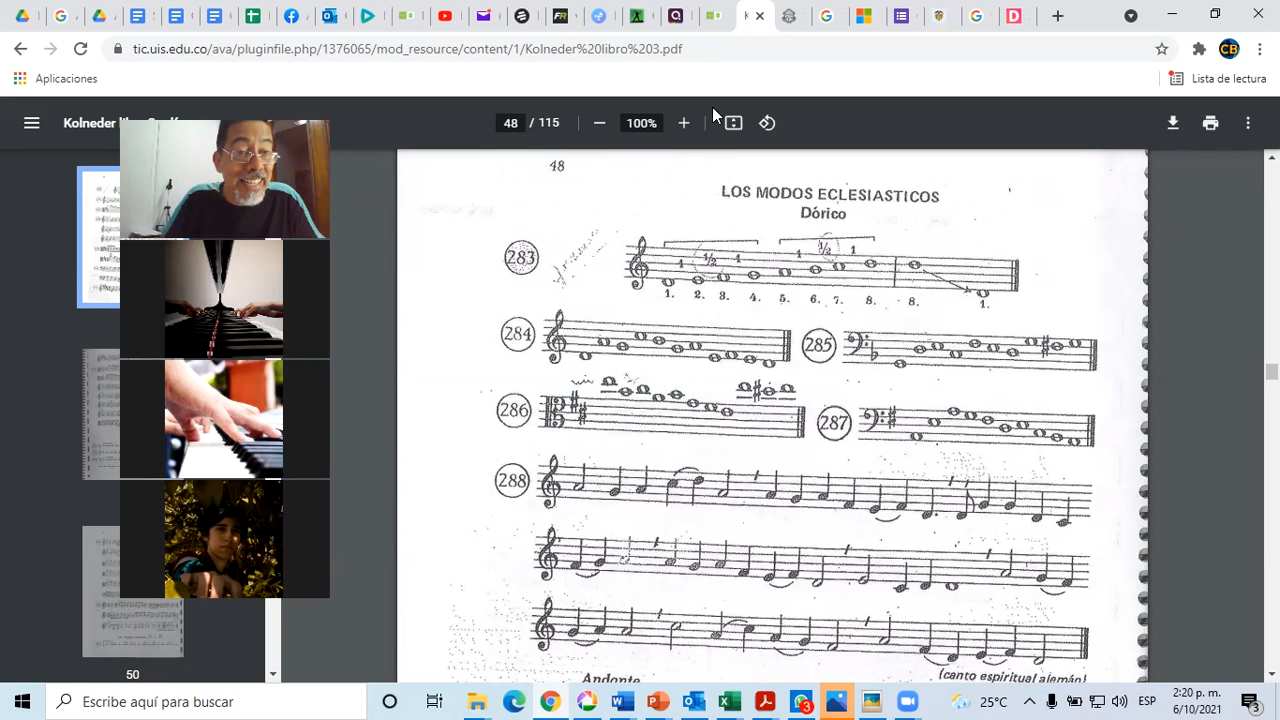 tic.uis.edu.co/ava/pluginfile.php/1376065/mod_resource/content/1/Kolneder%20libro%203.pdf
CB
Aplicaciones
Lista de lectura
48 / 115
100%
48
LOS MODOS ECLESIASTICOS
Dórico
283
1 1/2 1 1 1/2 1
1. 2. 3. 4. 5. 6. 7. 8. 8. 1.
284
285
286
287
288
(canto espiritual alemán)
Andante
50
Escribe aquí para buscar
3
25°C
ESP
2:20 p. m.
6/10/2021
3